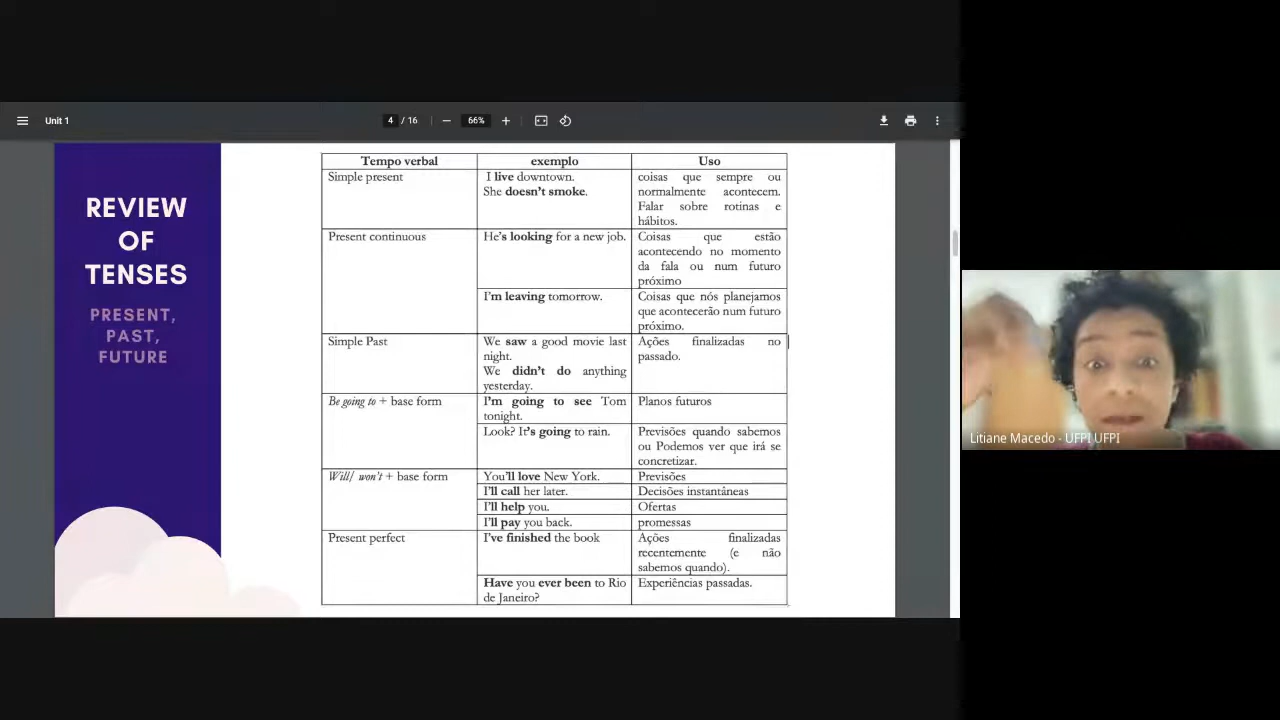 Unit 1
4 / 16
66%
REVIEW
OF
TENSES
PRESENT,
PAST,
FUTURE
Tempo verbal exemplo Uso
Simple present
I live downtown.
She doesn't smoke.
coisas que sempre ou
normalmente acontecem.
Falar sobre rotinas e
hábitos.
Present continuous
He's looking for a new job.
Coisas que estão
acontecendo no momento
da fala ou num futuro
próximo
I'm leaving tomorrow.
Coisas que nós planejamos
que acontecerão num futuro
próximo.
Simple Past
We saw a good movie last
night.
We didn't do anything
yesterday.
Ações finalizadas no
passado.
Be going to + base form
I'm going to see Tom
tonight.
Planos futuros
Look? It's going to rain.
Previsões quando sabemos
ou Podemos ver que irá se
concretizar.
Will/ won't + base form
You'll love New York.
Previsões
I'll call her later.
Decisões instantâneas
I'll help you.
Ofertas
I'll pay you back.
promessas
Present perfect
I've finished the book
Ações finalizadas
recentemente (e não
sabemos quando).
Have you ever been to Rio
de Janeiro?
Experiências passadas.
Litiane Macedo - UFPI UFPI